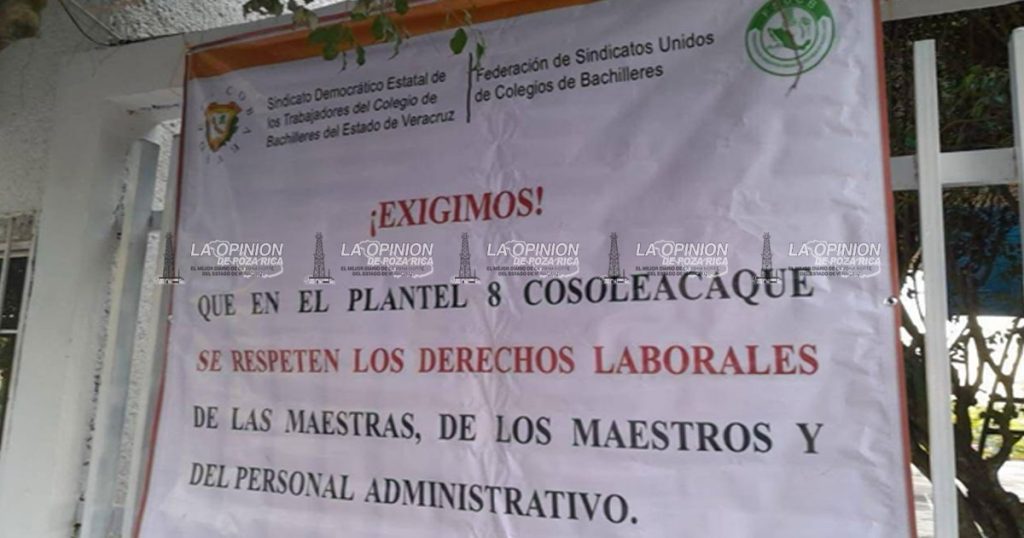 Sindicato Democrático Estatal de
los Trabajadores del Colegio de
Bachilleres del Estado de Veracruz
Federación de Sindicatos Unidos
de Colegios de Bachilleres
¡EXIGIMOS!
LA OPINION LA OPINION LA OPINION LA OPINION LA OPINION
DE POZA RICA DE POZA RICA DE POZA RICA DE POZA RICA DE POZA RICA
QUE EN EL PLANTEL 8 COSOLEACAQUE
SE RESPETEN LOS DERECHOS LABORALES
DE LAS MAESTRAS, DE LOS MAESTROS Y
DEL PERSONAL ADMINISTRATIVO.